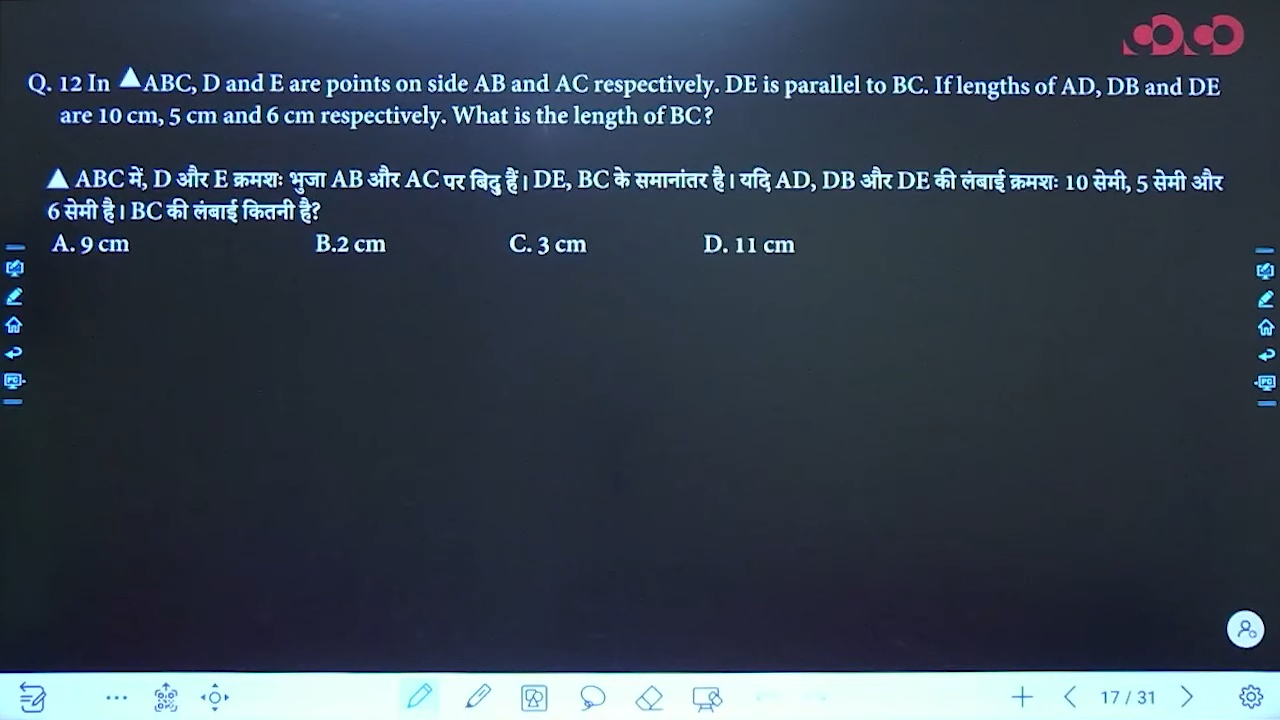 Q. 12 In ▲ABC, D and E are points on side AB and AC respectively. DE is parallel to BC. If lengths of AD, DB and DE
are 10 cm, 5 cm and 6 cm respectively. What is the length of BC?
▲ ABC में, D और E क्रमशः भुजा AB और AC पर बिंदु हैं। DE, BC के समानांतर है। यदि AD, DB और DE की लंबाई क्रमशः 10 सेमी, 5 सेमी और
6 सेमी है। BC की लंबाई कितनी है?
A. 9 cm B.2 cm C. 3 cm D. 11 cm
17 / 31